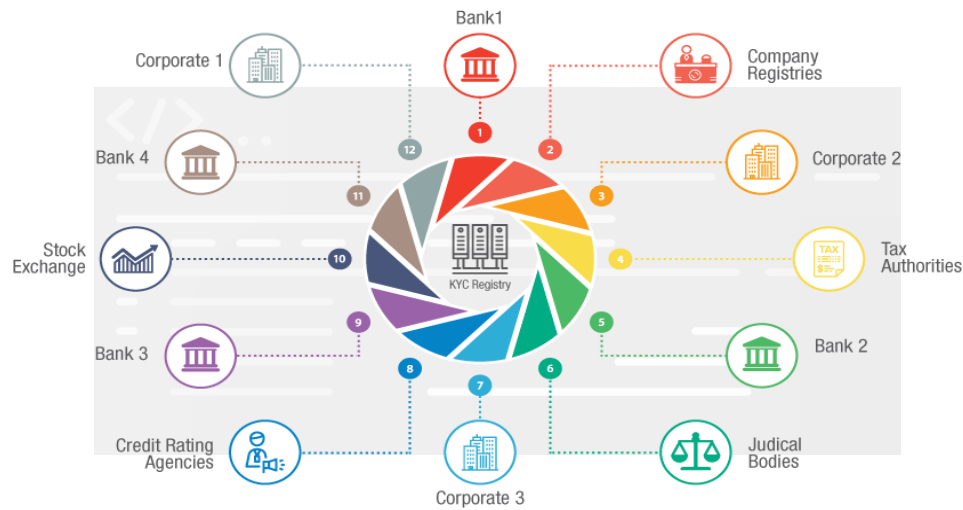 Bank1
Corporate 1
Company
Registries
1
2
12
Bank 4
Corporate 2
11
3
Stock
Exchange
10
KYC Registry
4
TAX
$
Tax
Authorities
9
5
Bank 3
Bank 2
8
6
7
Credit Rating
Agencies
Judical
Bodies
Corporate 3